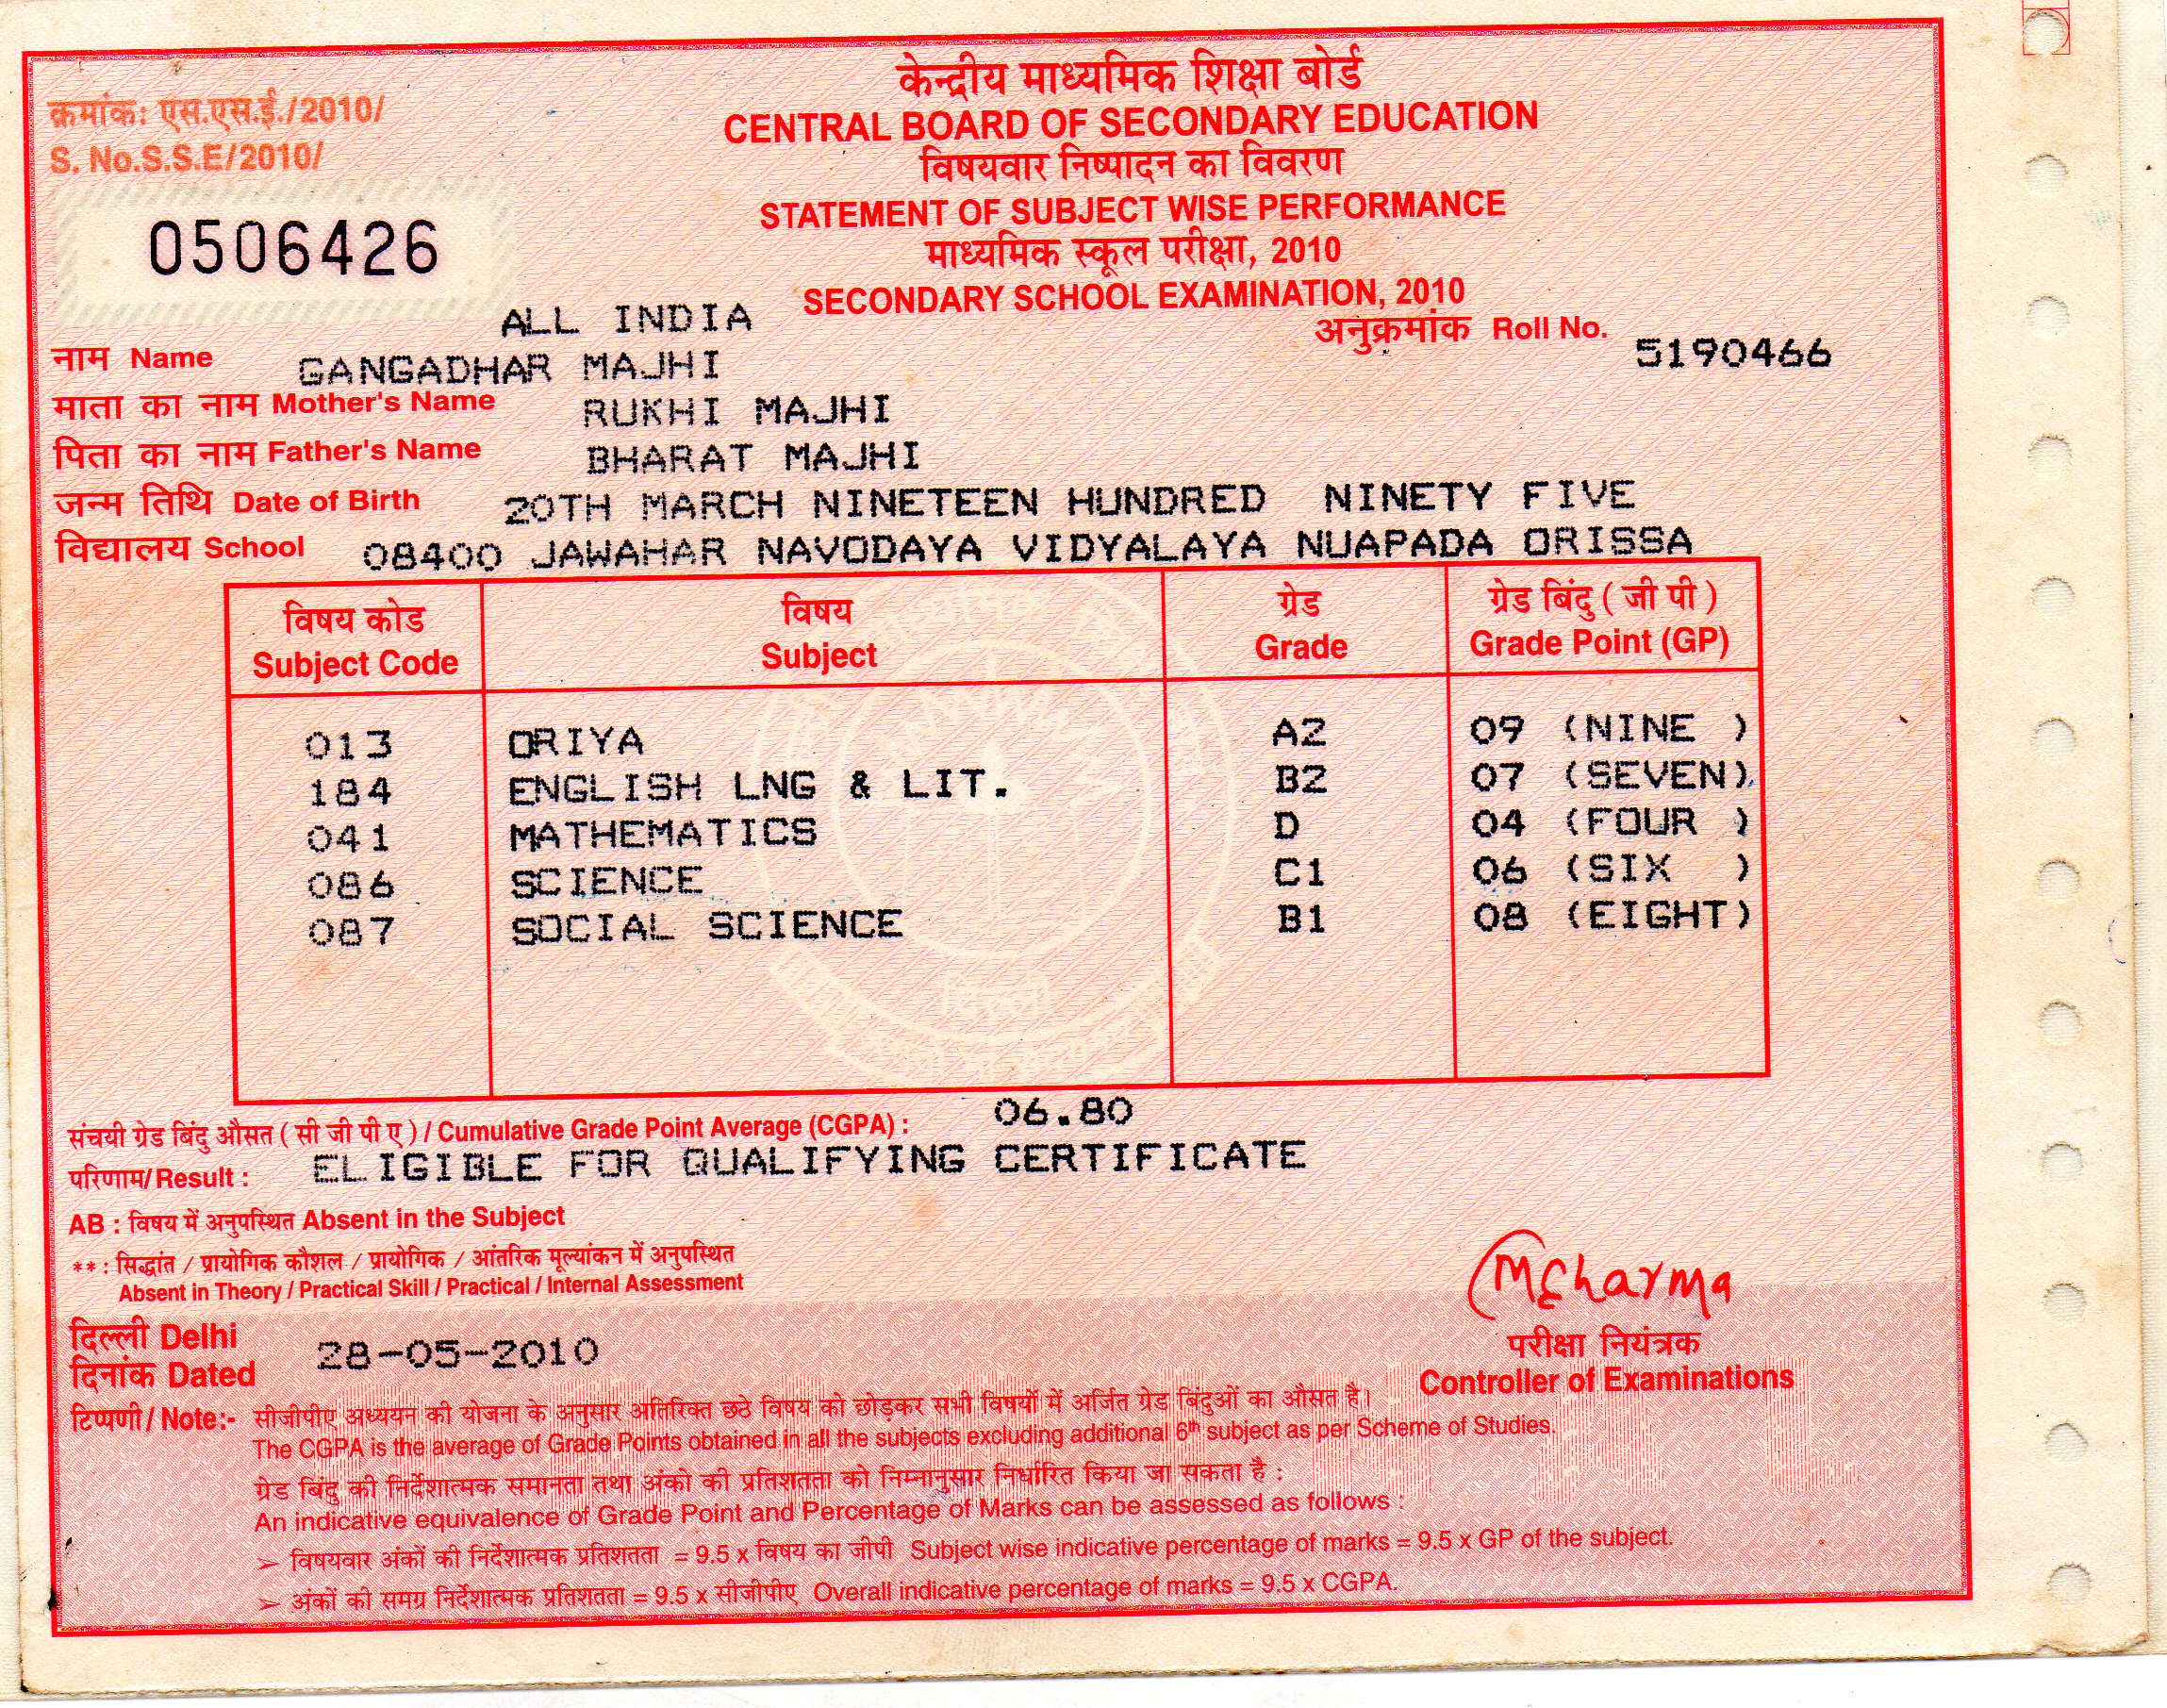 केन्द्रीय माध्यमिक शिक्षा बोर्ड
CENTRAL BOARD OF SECONDARY EDUCATION
विषयवार निष्पादन का विवरण
STATEMENT OF SUBJECT WISE PERFORMANCE
माध्यमिक स्कूल परीक्षा, 2010
SECONDARY SCHOOL EXAMINATION, 2010
क्रमांक: एस.एस.ई./2010/
S. No.S.S.E/2010/
0506426
ALL INDIA
अनुक्रमांक Roll No. 5190466
नाम Name GANGADHAR MAJHI
माता का नाम Mother's Name RUKHI MAJHI
पिता का नाम Father's Name BHARAT MAJHI
जन्म तिथि Date of Birth 20TH MARCH NINETEEN HUNDRED NINETY FIVE
विद्यालय School 08400 JAWAHAR NAVODAYA VIDYALAYA NUAPADA ORISSA
विषय कोड विषय ग्रेड ग्रेड बिंदु ( जी पी )
Subject Code Subject Grade Grade Point (GP)
013 ORIYA A2 09 (NINE )
184 ENGLISH LNG & LIT. B2 07 (SEVEN)
041 MATHEMATICS D 04 (FOUR )
086 SCIENCE C1 06 (SIX )
087 SOCIAL SCIENCE B1 08 (EIGHT)
संचयी ग्रेड बिंदु औसत ( सी जी पी ए ) / Cumulative Grade Point Average (CGPA) : 06.80
परिणाम/Result : ELIGIBLE FOR QUALIFYING CERTIFICATE
AB : विषय में अनुपस्थित Absent in the Subject
** : सिद्धांत / प्रायोगिक कौशल / प्रायोगिक / आंतरिक मूल्यांकन में अनुपस्थित
Absent in Theory / Practical Skill / Practical / Internal Assessment
MSharma
दिल्ली Delhi
दिनांक Dated 28-05-2010
परीक्षा नियंत्रक
Controller of Examinations
टिप्पणी / Note:- सीजीपीए अध्ययन की योजना के अनुसार अतिरिक्त छठे विषय को छोड़कर सभी विषयों में अर्जित ग्रेड बिंदुओं का औसत है।
The CGPA is the average of Grade Points obtained in all the subjects excluding additional 6th subject as per Scheme of Studies.
ग्रेड बिंदु की निर्देशात्मक समानता तथा अंको की प्रतिशतता को निम्नानुसार निर्धारित किया जा सकता है :
An indicative equivalence of Grade Point and Percentage of Marks can be assessed as follows :
➢ विषयवार अंकों की निर्देशात्मक प्रतिशतता = 9.5 x विषय का जीपी Subject wise indicative percentage of marks = 9.5 x GP of the subject.
➢ अंकों की समग्र निर्देशात्मक प्रतिशतता = 9.5 x सीजीपीए Overall indicative percentage of marks = 9.5 x CGPA.